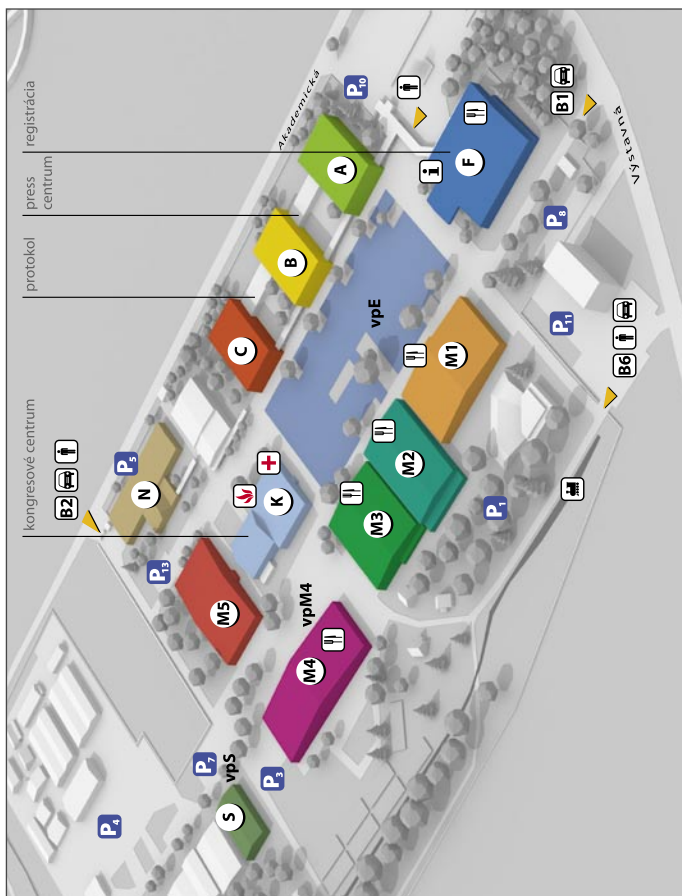 kongresové centrum
protokol
press
centrum
registrácia
Akademická
Výstavná
B2
P5
N
P13
M5
K
C
B
A
P10
vpE
i
F
B1
P8
P11
B6
M1
M2
M3
P1
vpM4
M4
P7
vpS
P3
S
P4